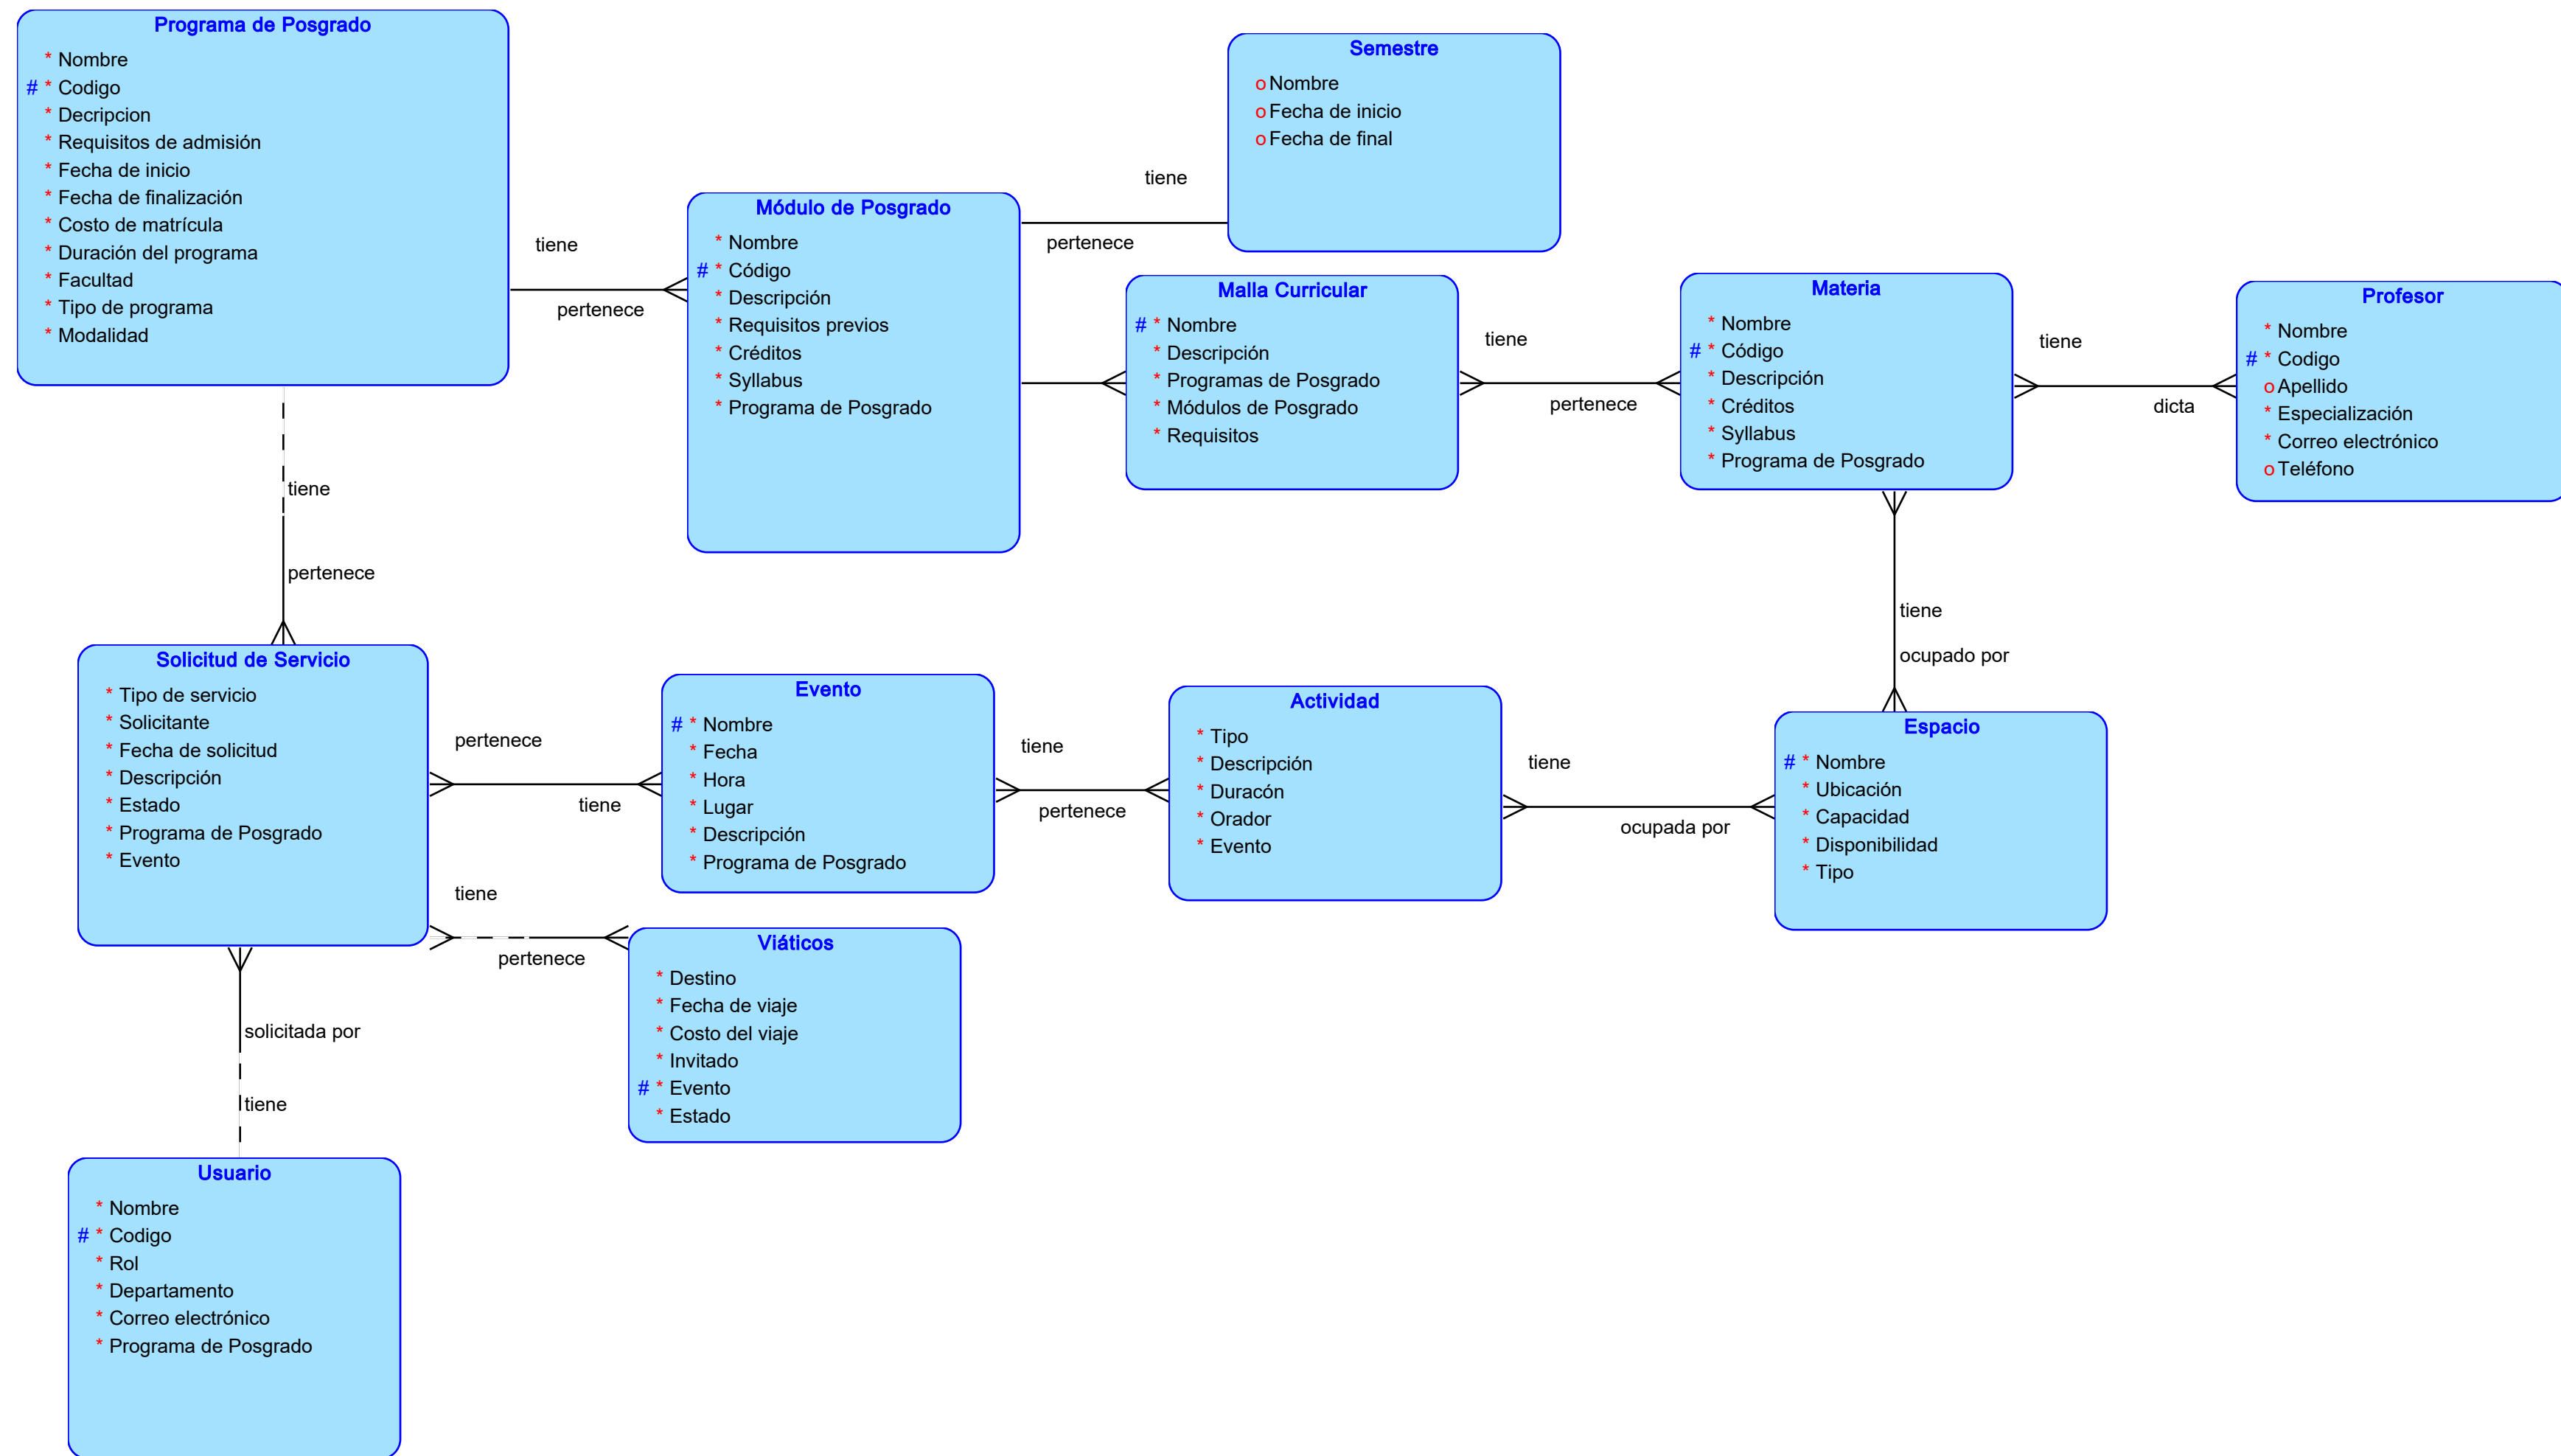 Programa de Posgrado
* Nombre
# * Codigo
* Decripcion
* Requisitos de admisión
* Fecha de inicio
* Fecha de finalización
* Costo de matrícula
* Duración del programa
* Facultad
* Tipo de programa
* Modalidad
tiene
pertenece
Módulo de Posgrado
* Nombre
# * Código
* Descripción
* Requisitos previos
* Créditos
* Syllabus
* Programa de Posgrado
tiene
pertenece
Semestre
o Nombre
o Fecha de inicio
o Fecha de final
Malla Curricular
# * Nombre
* Descripción
* Programas de Posgrado
* Módulos de Posgrado
* Requisitos
tiene
pertenece
Materia
* Nombre
# * Código
* Descripción
* Créditos
* Syllabus
* Programa de Posgrado
tiene
dicta
Profesor
* Nombre
# * Codigo
o Apellido
* Especialización
* Correo electrónico
o Teléfono
tiene
pertenece
tiene
ocupado por
Solicitud de Servicio
* Tipo de servicio
* Solicitante
* Fecha de solicitud
* Descripción
* Estado
* Programa de Posgrado
* Evento
pertenece
tiene
Evento
# * Nombre
* Fecha
* Hora
* Lugar
* Descripción
* Programa de Posgrado
tiene
pertenece
Actividad
* Tipo
* Descripción
* Duracón
* Orador
* Evento
tiene
ocupada por
Espacio
# * Nombre
* Ubicación
* Capacidad
* Disponibilidad
* Tipo
tiene
pertenece
Viáticos
* Destino
* Fecha de viaje
* Costo del viaje
* Invitado
# * Evento
* Estado
solicitada por
tiene
Usuario
* Nombre
# * Codigo
* Rol
* Departamento
* Correo electrónico
* Programa de Posgrado